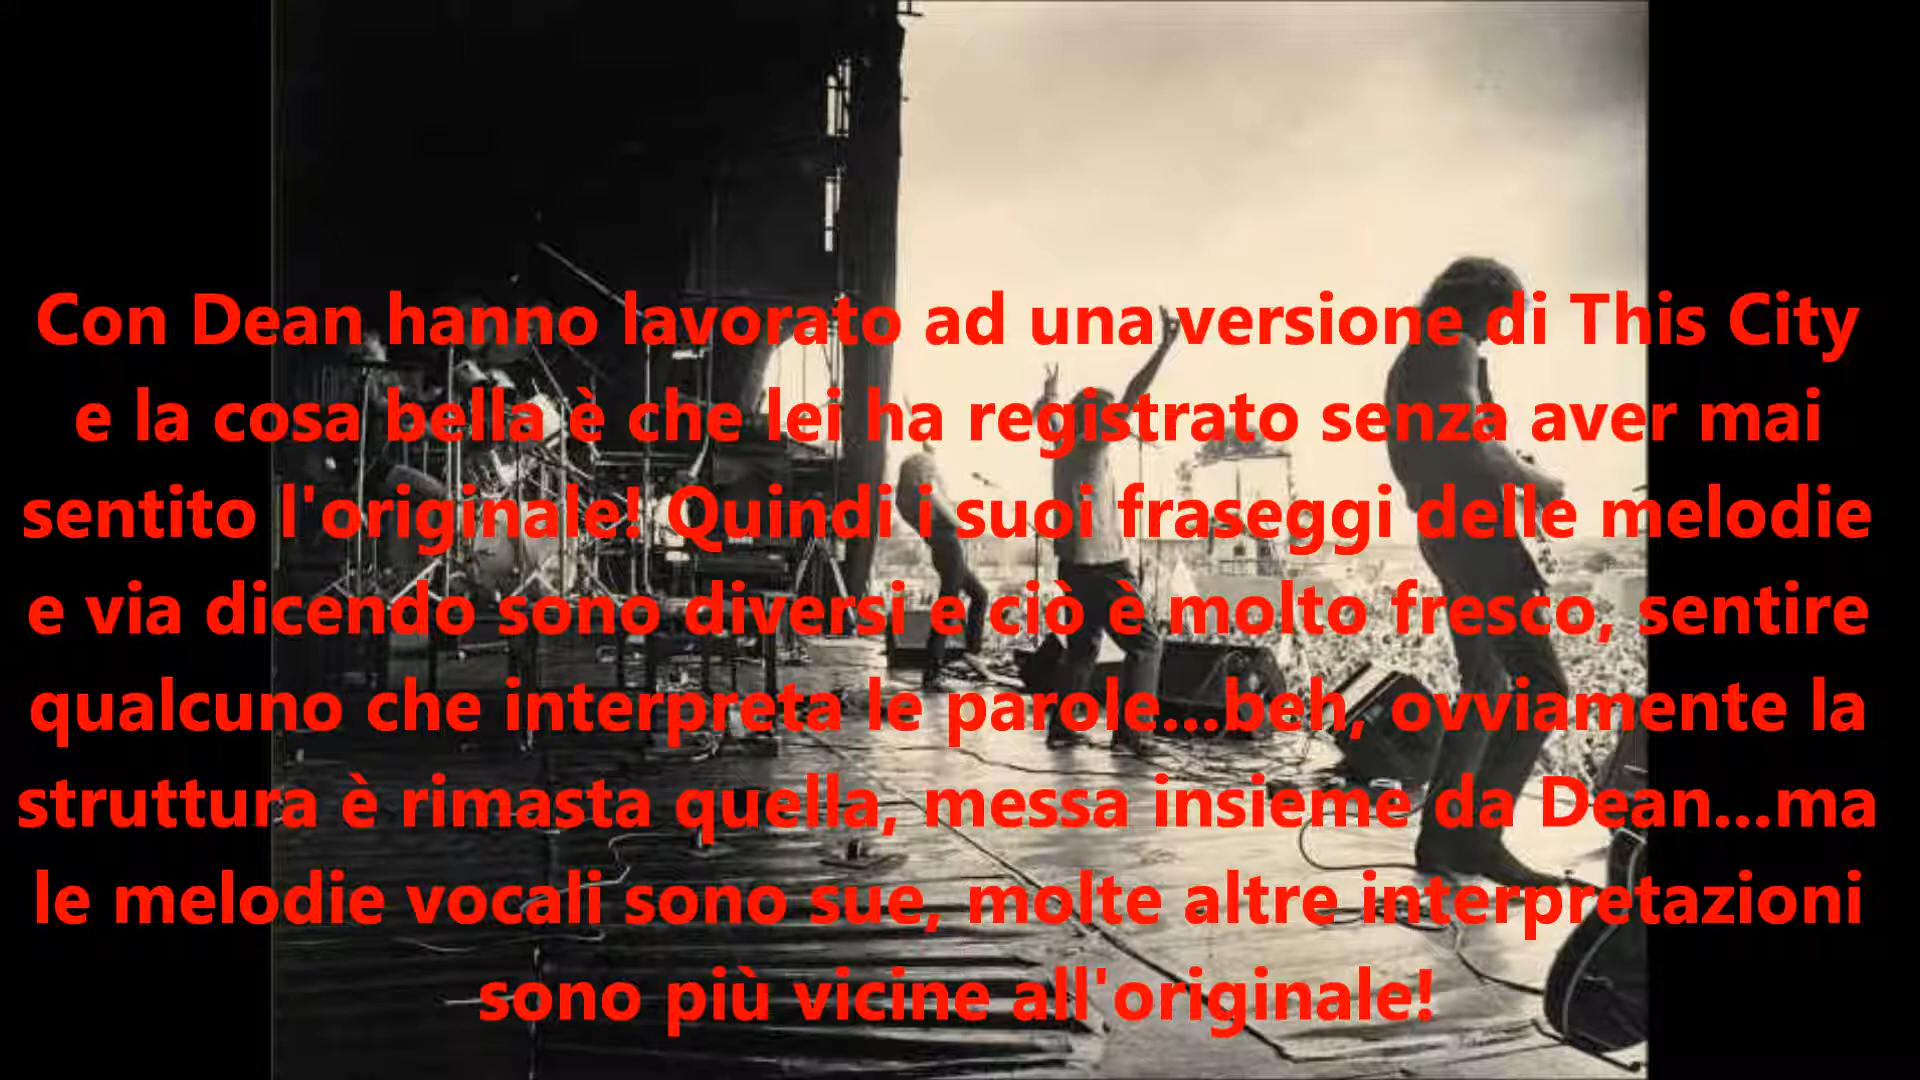 Con Dean hanno lavorato ad una versione di This City
e la cosa bella è che lei ha registrato senza aver mai
sentito l'originale! Quindi i suoi fraseggi delle melodie
e via dicendo sono diversi e ciò è molto fresco, sentire
qualcuno che interpreta le parole...beh, ovviamente la
struttura è rimasta quella, messa insieme da Dean...ma
le melodie vocali sono sue, molte altre interpretazioni
sono più vicine all'originale!